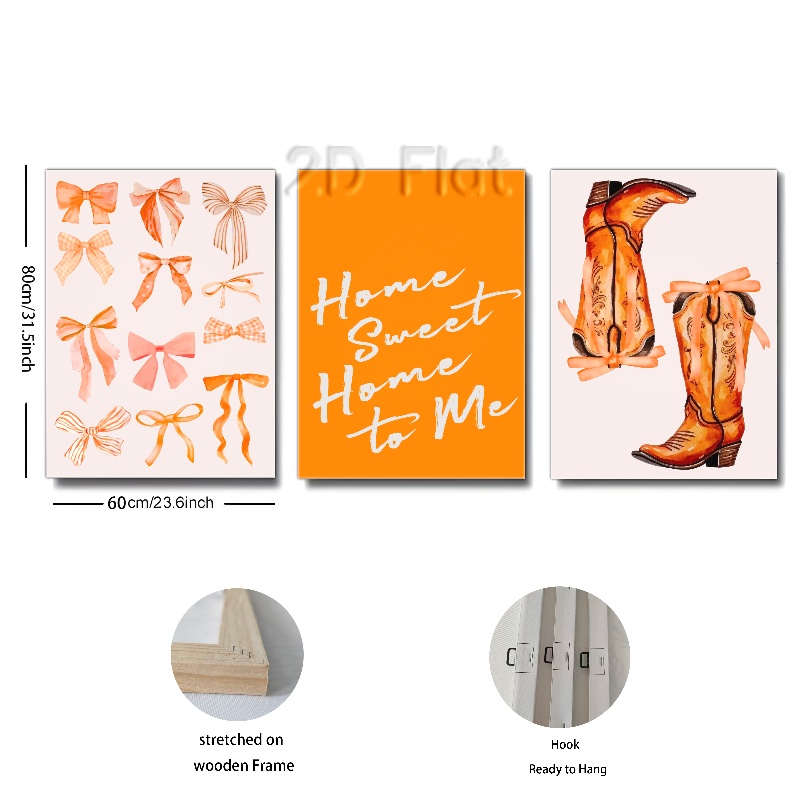 2D Flat
80cm/31.5inch
Home
Sweet
Home
to Me
60cm/23.6inch
stretched on
wooden Frame
Hook
Ready to Hang